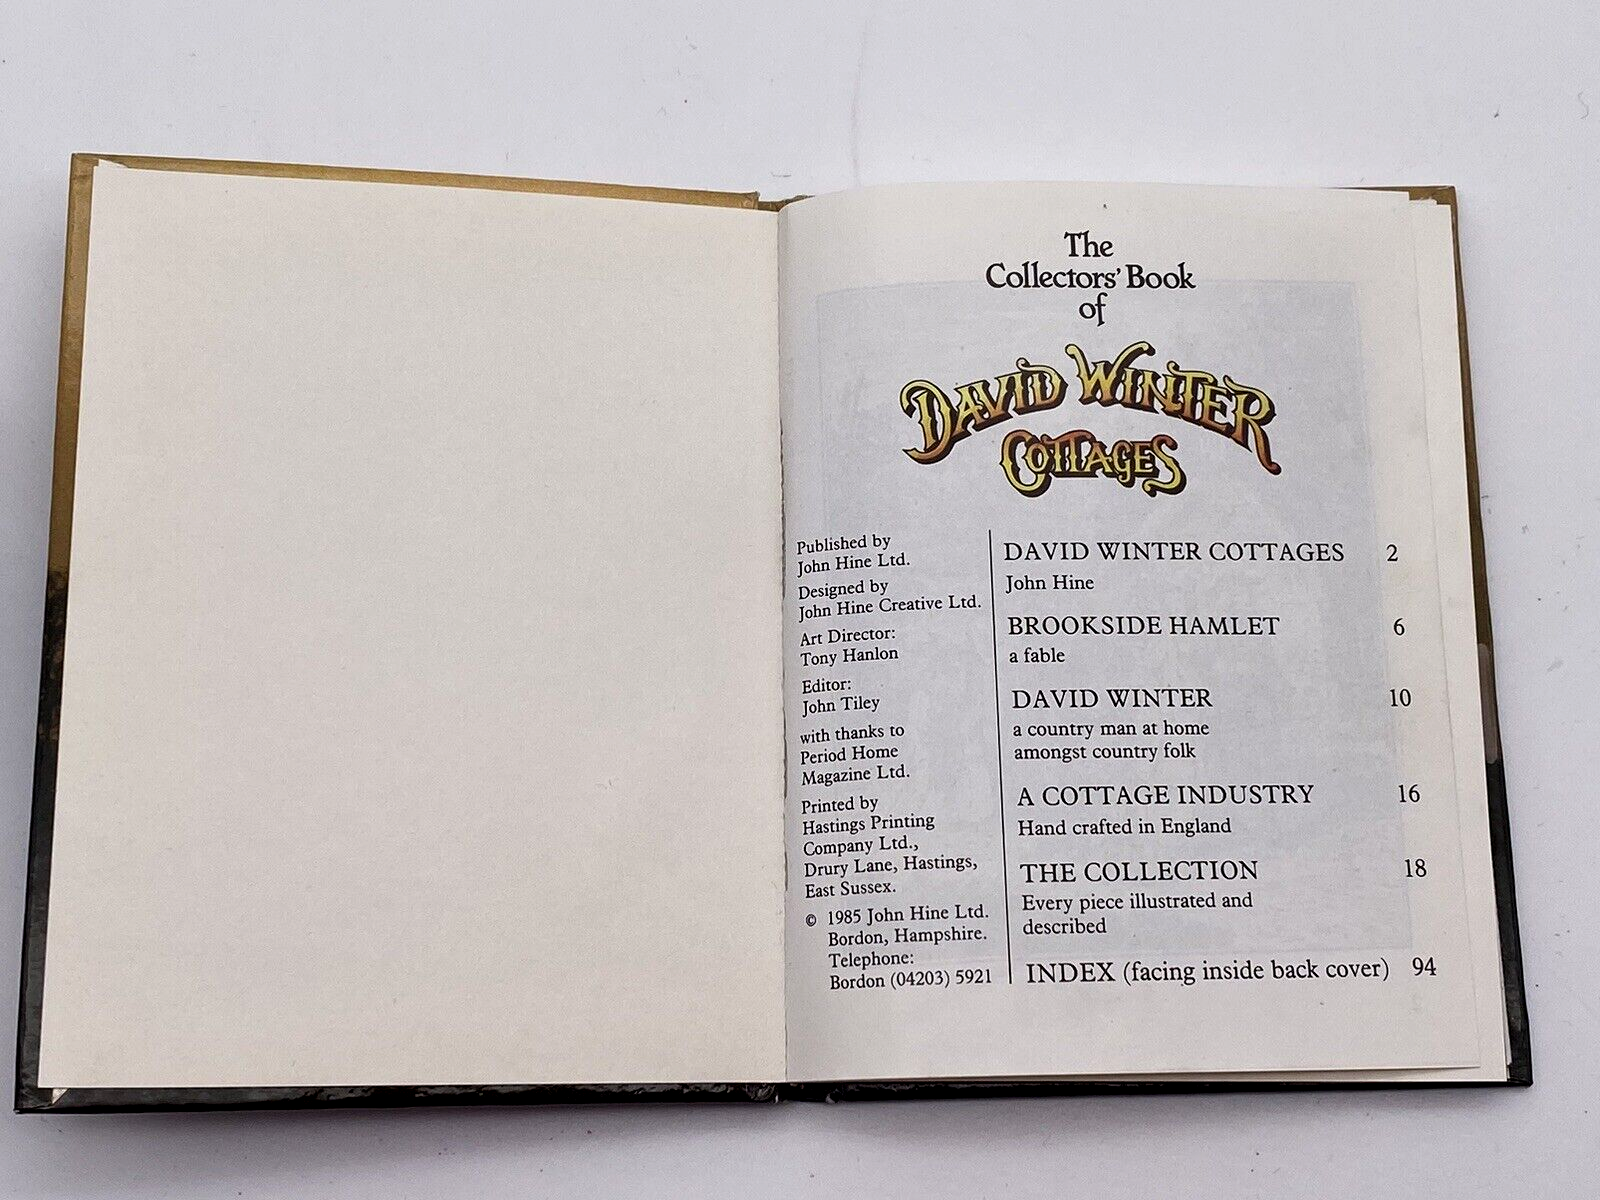 The
Collectors' Book
of
DAVID WINTER
COTTAGES
Published by
John Hine Ltd.
Designed by
John Hine Creative Ltd.
Art Director:
Tony Hanlon
Editor:
John Tiley
with thanks to
Period Home
Magazine Ltd.
Printed by
Hastings Printing
Company Ltd.,
Drury Lane, Hastings,
East Sussex.
© 1985 John Hine Ltd.
Bordon, Hampshire.
Telephone:
Bordon (04203) 5921
DAVID WINTER COTTAGES 2
John Hine
BROOKSIDE HAMLET 6
a fable
DAVID WINTER 10
a country man at home
amongst country folk
A COTTAGE INDUSTRY 16
Hand crafted in England
THE COLLECTION 18
Every piece illustrated and
described
INDEX (facing inside back cover) 94